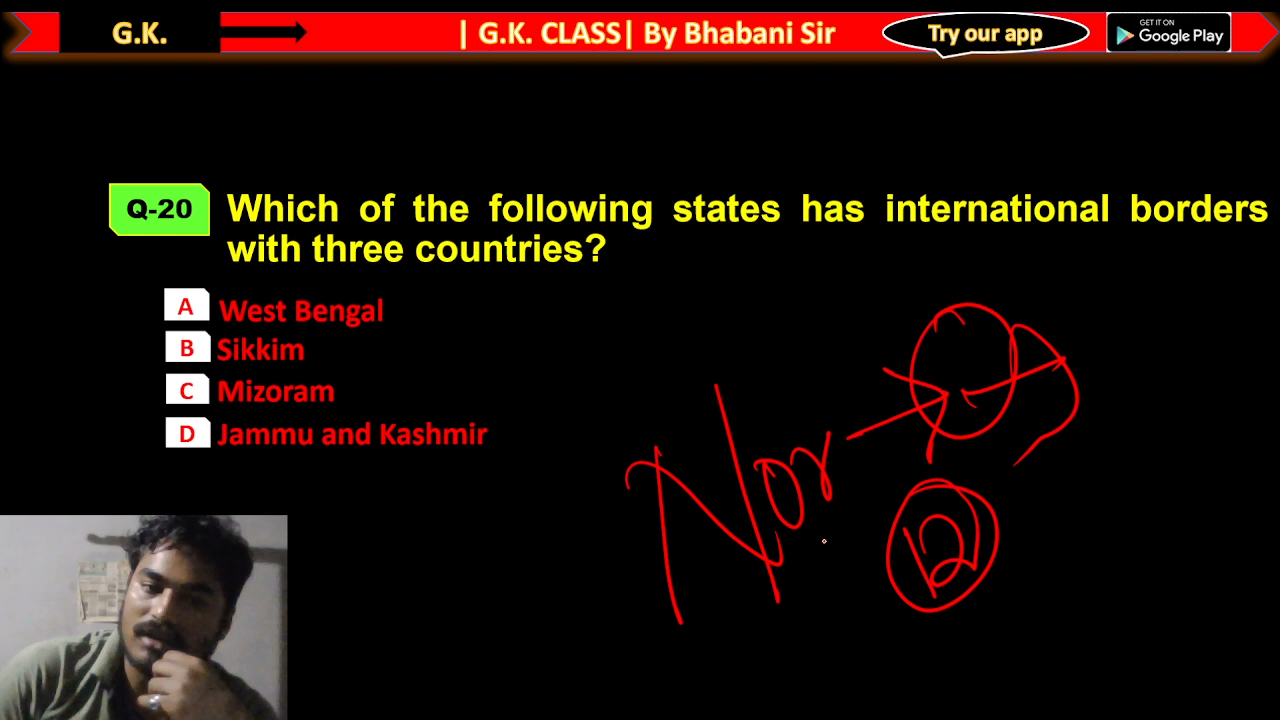 G.K.
| G.K. CLASS| By Bhabani Sir
Try our app
GET IT ON
Google Play
Q-20 Which of the following states has international borders
with three countries?
A West Bengal
B Sikkim
C Mizoram
D Jammu and Kashmir
Nor